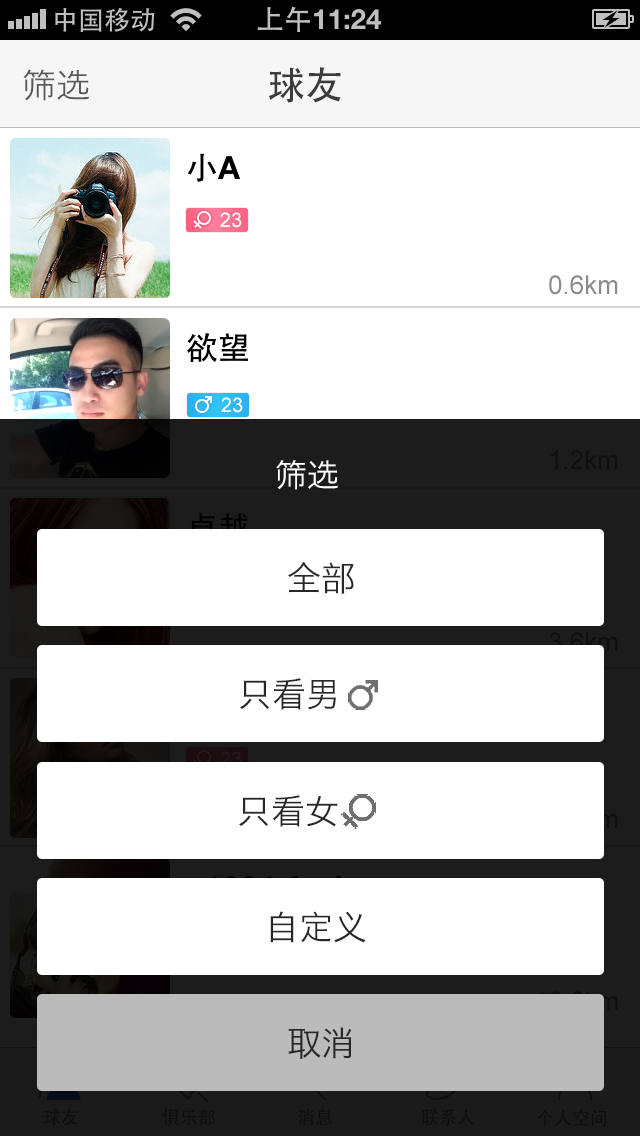 中国移动 上午11:24
筛选 球友
小A
23
0.6km
欲望
23
1.2km
筛选
卓越
全部
3.6km
只看男
23
只看女
自定义
取消
球友 俱乐部 消息 联系人 个人空间